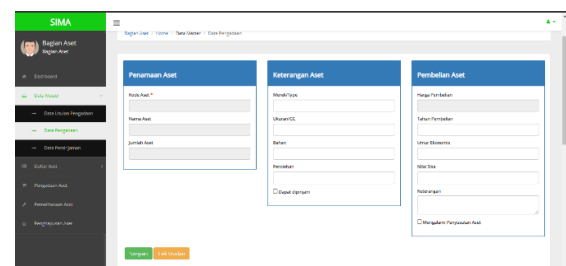 SIMA
Bagian Aset
Bagian Aset
Dashboard
Data Master
Data Usulan Pengadaan
Data Pengadaan
Data Peminjaman
Daftar Aset
Pengajuan Aset
Pemeliharaan Aset
Penghapusan Aset
Bagian Aset / Home / Data Master / Data Pengadaan
Penamaan Aset
Kode Aset *
Nama Aset
Jumlah Aset
Keterangan Aset
Merek/Type
Ukuran/CC
Bahan
Perolehan
Dapat dipinjam
Pembelian Aset
Harga Pembelian
Tahun Pembelian
Umur Ekonomis
Nilai Sisa
Keterangan
Mengalami Penyusutan Aset
Simpan